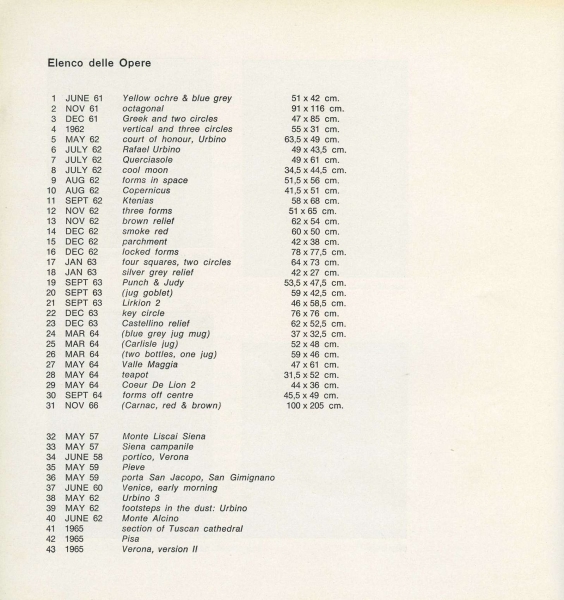 Elenco delle Opere
1 JUNE 61 Yellow ochre & blue grey 51 x 42 cm.
2 NOV 61 octagonal 91 x 116 cm.
3 DEC 61 Greek and two circles 47 x 85 cm.
4 1962 vertical and three circles 55 x 31 cm.
5 MAY 62 court of honour, Urbino 63,5 x 49 cm.
6 JULY 62 Rafael Urbino 49 x 43,5 cm.
7 JULY 62 Querciasole 49 x 61 cm.
8 JULY 62 cool moon 34,5 x 44,5 cm.
9 AUG 62 forms in space 51,5 x 56 cm.
10 AUG 62 Copernicus 41,5 x 51 cm.
11 SEPT 62 Ktenias 58 x 68 cm.
12 NOV 62 three forms 51 x 65 cm.
13 NOV 62 brown relief 62 x 54 cm.
14 DEC 62 smoke red 60 x 50 cm.
15 DEC 62 parchment 42 x 38 cm.
16 DEC 62 locked forms 78 x 77,5 cm.
17 JAN 63 four squares, two circles 64 x 73 cm.
18 JAN 63 silver grey relief 42 x 27 cm.
19 SEPT 63 Punch & Judy 53,5 x 47,5 cm.
20 SEPT 63 (jug goblet) 59 x 42,5 cm.
21 SEPT 63 Lirkion 2 46 x 58,5 cm.
22 DEC 63 key circle 76 x 76 cm.
23 DEC 63 Castellino relief 62 x 52,5 cm.
24 MAR 64 (blue grey jug mug) 37 x 32,5 cm.
25 MAR 64 (Carlisle jug) 52 x 48 cm.
26 MAR 64 (two bottles, one jug) 59 x 46 cm.
27 MAY 64 Valle Maggia 47 x 61 cm.
28 MAY 64 teapot 31,5 x 52 cm.
29 MAY 64 Coeur De Lion 2 44 x 36 cm.
30 SEPT 64 forms off centre 45,5 x 49 cm.
31 NOV 66 (Carnac, red & brown) 100 x 205 cm.
32 MAY 57 Monte Liscai Siena
33 MAY 57 Siena campanile
34 JUNE 58 portico, Verona
35 MAY 59 Pieve
36 MAY 59 porta San Jacopo, San Gimignano
37 JUNE 60 Venice, early morning
38 MAY 62 Urbino 3
39 MAY 62 footsteps in the dust: Urbino
40 JUNE 62 Monte Alcino
41 1965 section of Tuscan cathedral
42 1965 Pisa
43 1965 Verona, version II